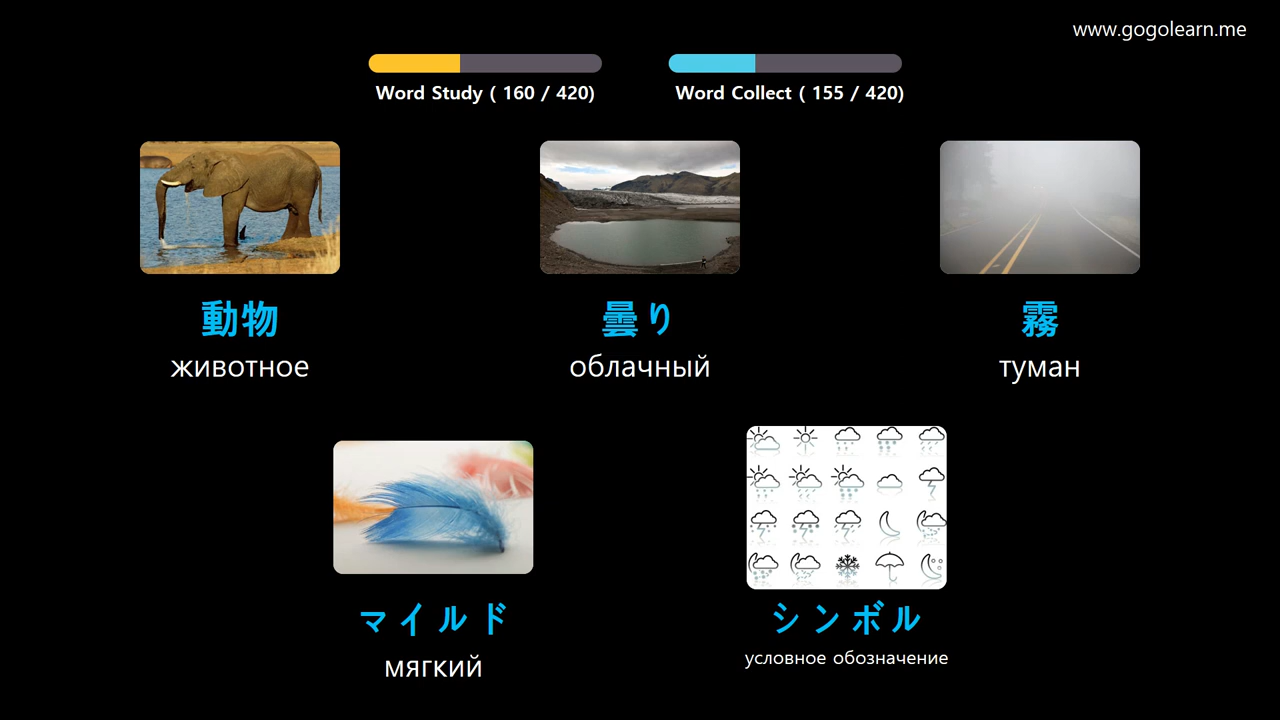 www.gogolearn.me
Word Study ( 160 / 420)
Word Collect ( 155 / 420)
動物
животное
曇り
облачный
霧
туман
マイルド
мягкий
シンボル
условное обозначение